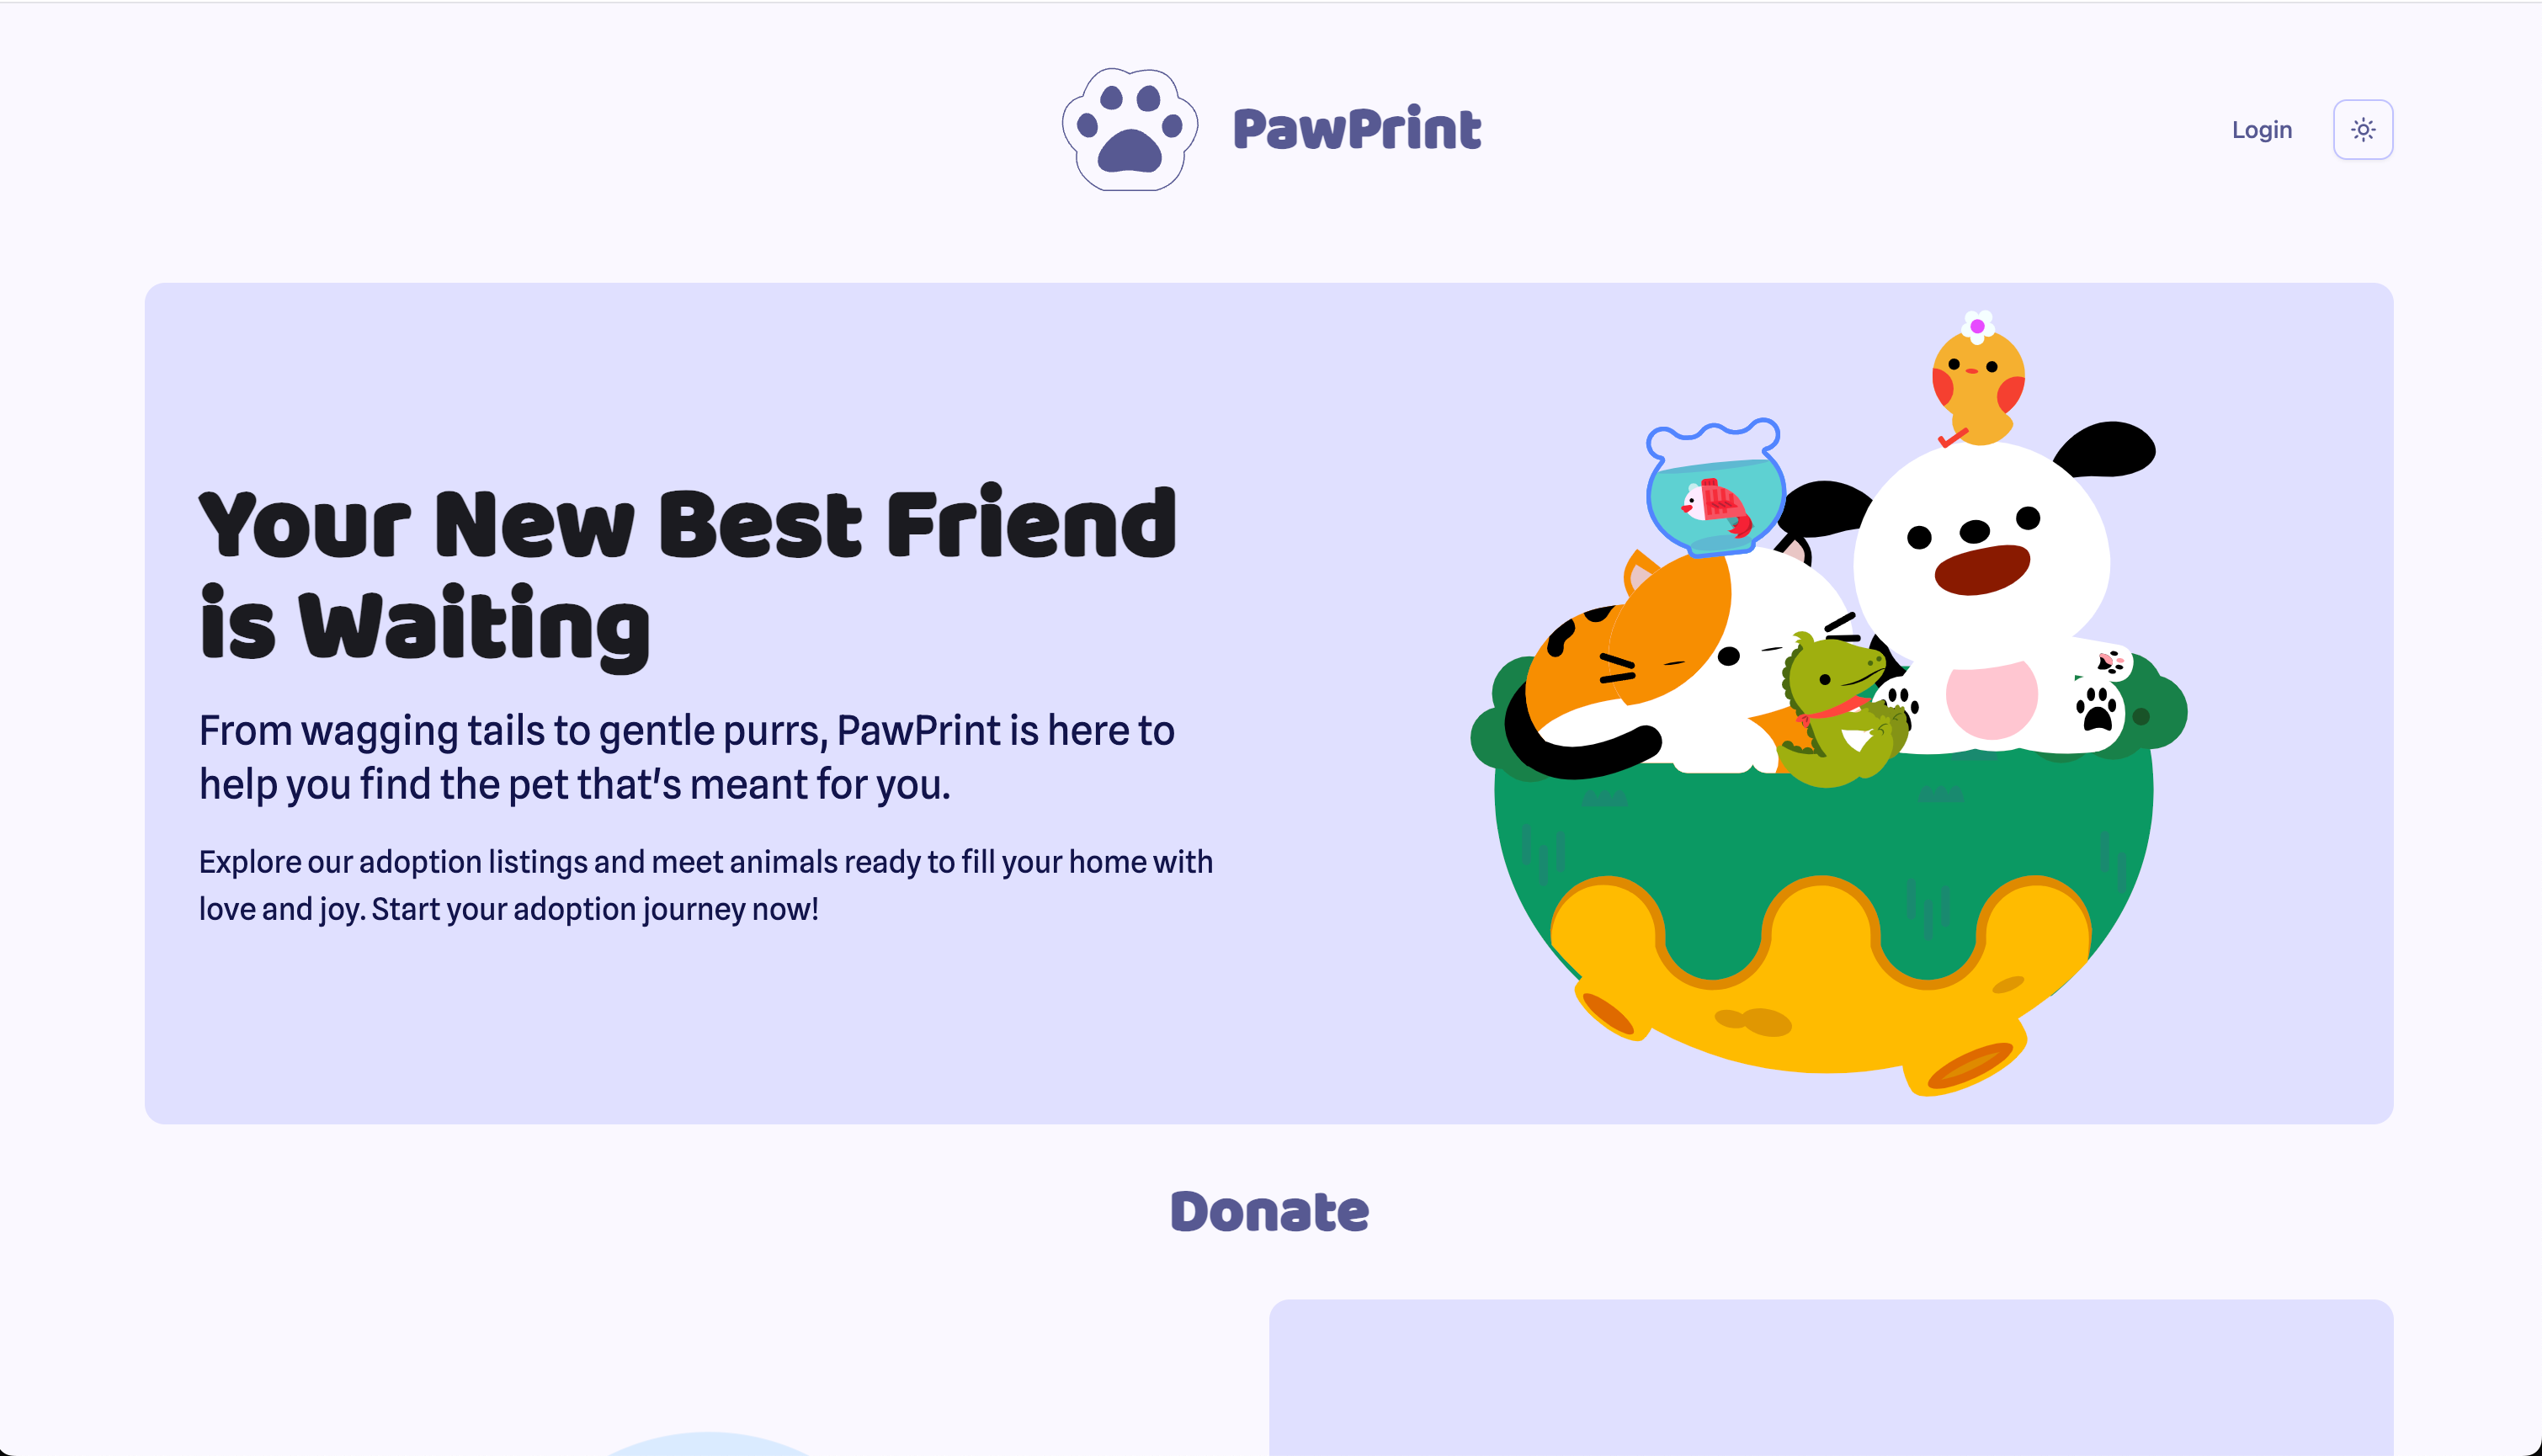 PawPrint
Login
Your New Best Friend
is Waiting
From wagging tails to gentle purrs, PawPrint is here to
help you find the pet that's meant for you.
Explore our adoption listings and meet animals ready to fill your home with
love and joy. Start your adoption journey now!
Donate